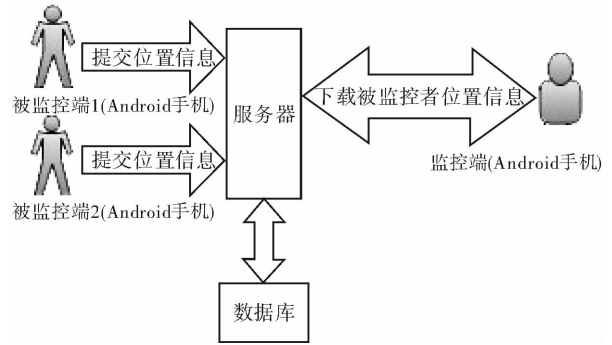 提交位置信息
被监控端1(Android手机)
提交位置信息
被监控端2(Android手机)
服务器
下载被监控者位置信息
监控端(Android手机)
数据库